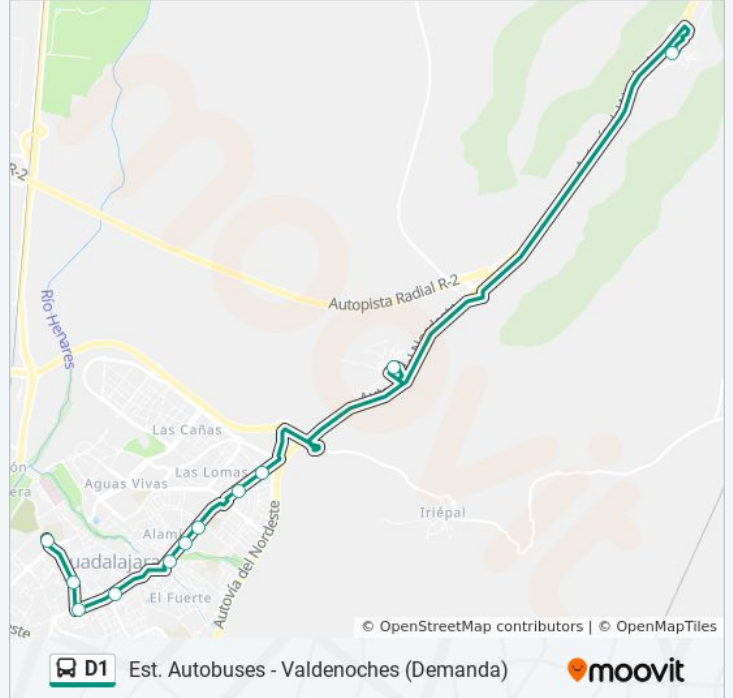 R-2
Autopista Radial R-2
Río Henares
Las Cañas
Las Lomas
Aguas Vivas
Iriépal
Alam
uadalajara
El Fuerte
Autovía del Nordeste
© OpenStreetMap contributors | © OpenMapTiles
D1 Est. Autobuses - Valdenoches (Demanda) moovit